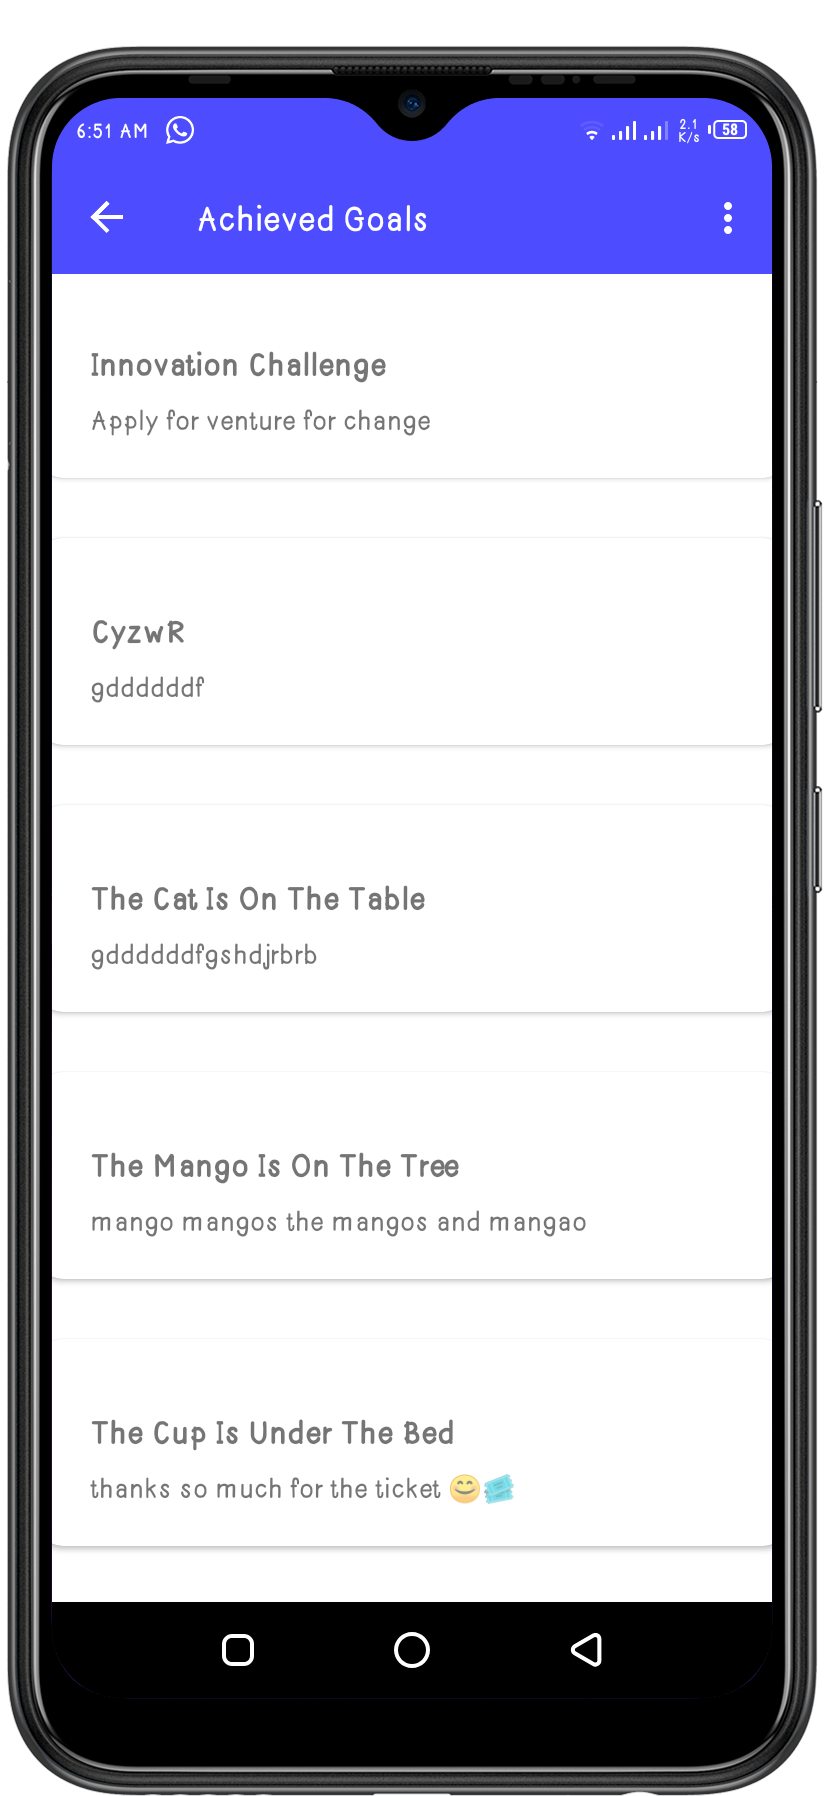 6:51 AM
2.1
K/s
58
Achieved Goals
Innovation Challenge
Apply for venture for change
CyzwR
gddddddf
The Cat Is On The Table
gddddddfgshdjrbrb
The Mango Is On The Tree
mango mangos the mangos and mangao
The Cup Is Under The Bed
thanks so much for the ticket 😊🎟️